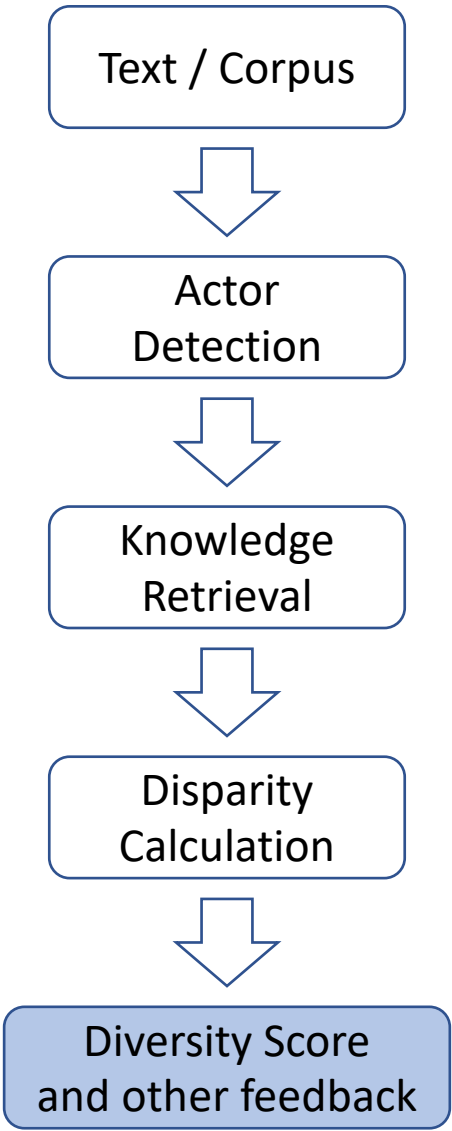 Text / Corpus
Actor
Detection
Knowledge
Retrieval
Disparity
Calculation
Diversity Score
and other feedback